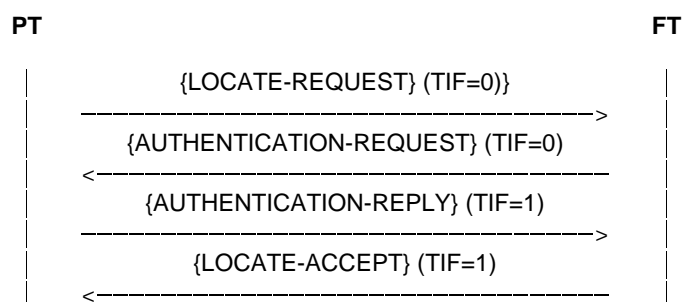 PT FT
{LOCATE-REQUEST} (TIF=0)}
{AUTHENTICATION-REQUEST} (TIF=0)
{AUTHENTICATION-REPLY} (TIF=1)
{LOCATE-ACCEPT} (TIF=1)